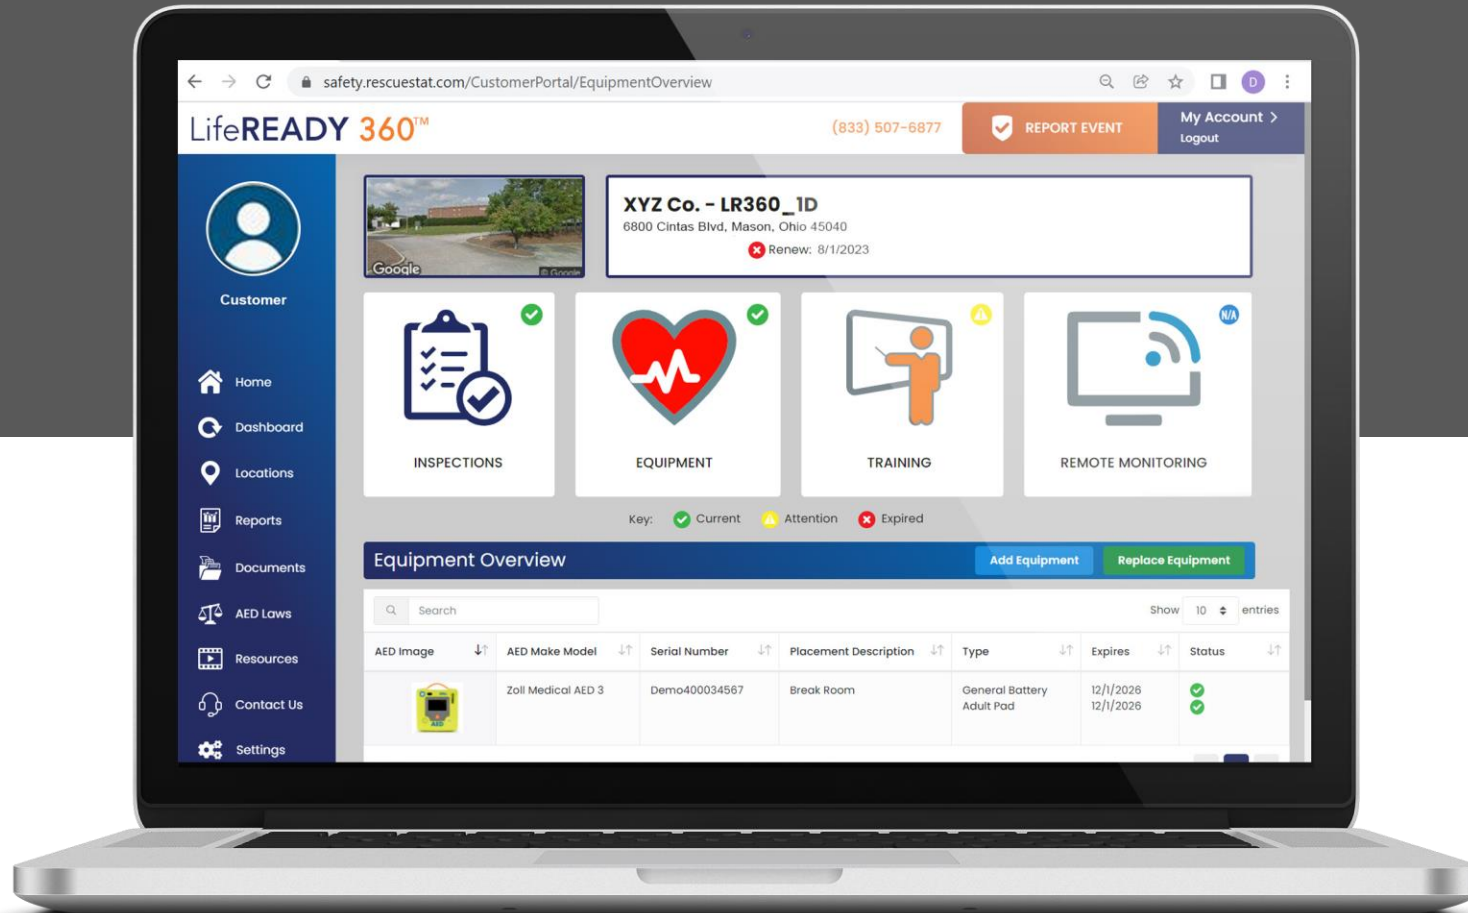 safety.rescuestat.com/CustomerPortal/EquipmentOverview
D
LifeREADY 360™
(833) 507-6877
REPORT EVENT
My Account >
Logout
Google
© Google
XYZ Co. - LR360_1D
6800 Cintas Blvd, Mason, Ohio 45040
Renew: 8/1/2023
Customer
Home
Dashboard
Locations
Reports
Documents
AED Laws
Resources
Contact Us
Settings
INSPECTIONS
EQUIPMENT
TRAINING
N/A
REMOTE MONITORING
Key: Current Attention Expired
Equipment Overview
Add Equipment
Replace Equipment
Search
Show 10 entries
AED Image AED Make Model Serial Number Placement Description Type Expires Status
AED
Zoll Medical AED 3 Demo400034567 Break Room General Battery 12/1/2026
Adult Pad 12/1/2026